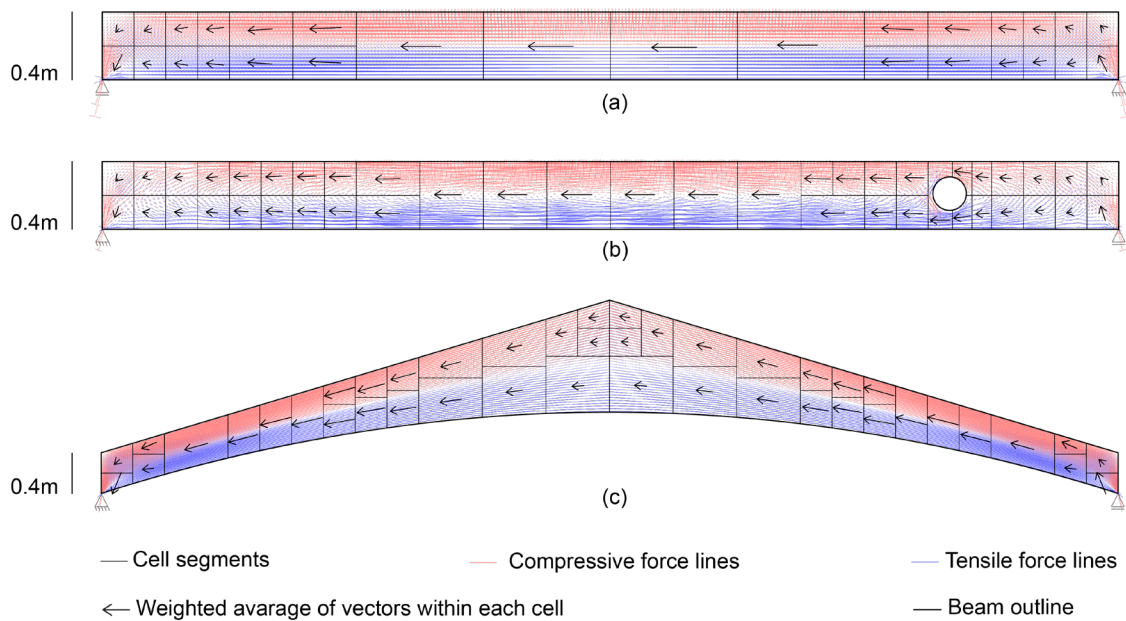 0.4m
(a)
0.4m
(b)
0.4m
(c)
Cell segments
Compressive force lines
Tensile force lines
Weighted avarage of vectors within each cell
Beam outline